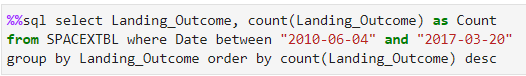 %%sql select Landing_Outcome, count(Landing_Outcome) as Count
from SPACEXTBL where Date between "2010-06-04" and "2017-03-20"
group by Landing_Outcome order by count(Landing_Outcome) desc